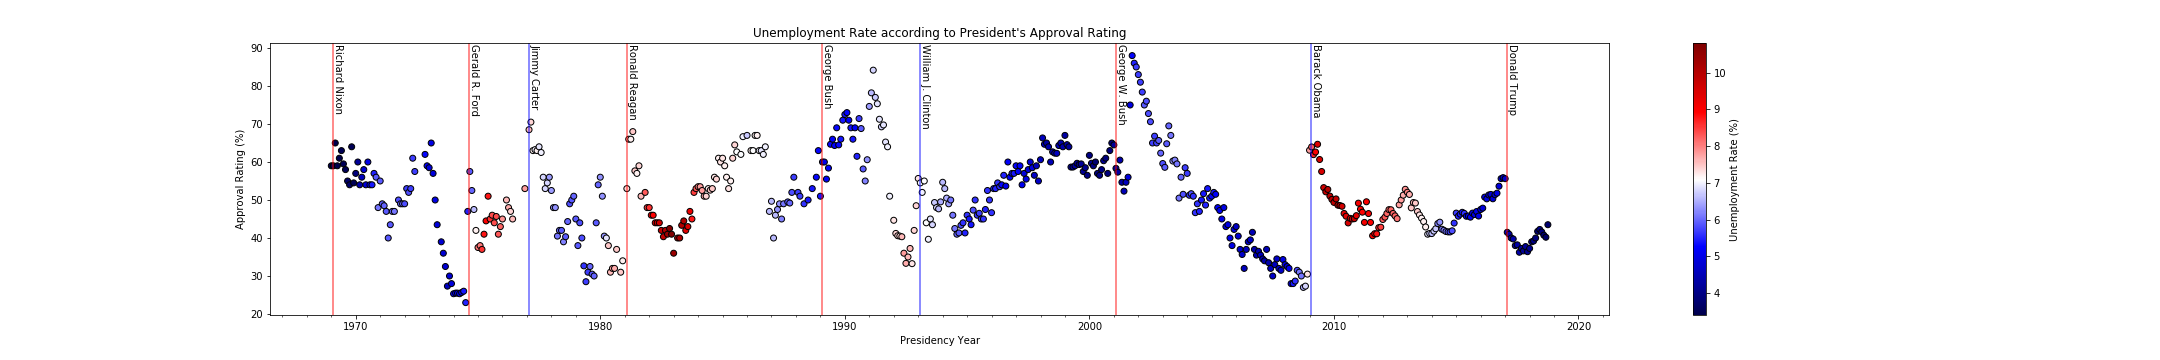 Unemployment Rate according to President's Approval Rating
90
80
70
60
50
40
30
20
Approval Rating (%)
Richard Nixon
Gerald R. Ford
Jimmy Carter
Ronald Reagan
George Bush
William J. Clinton
George W. Bush
Barack Obama
Donald Trump
1970
1980
1990
2000
2010
2020
Presidency Year
10
9
8
7
6
5
4
Unemployment Rate (%)